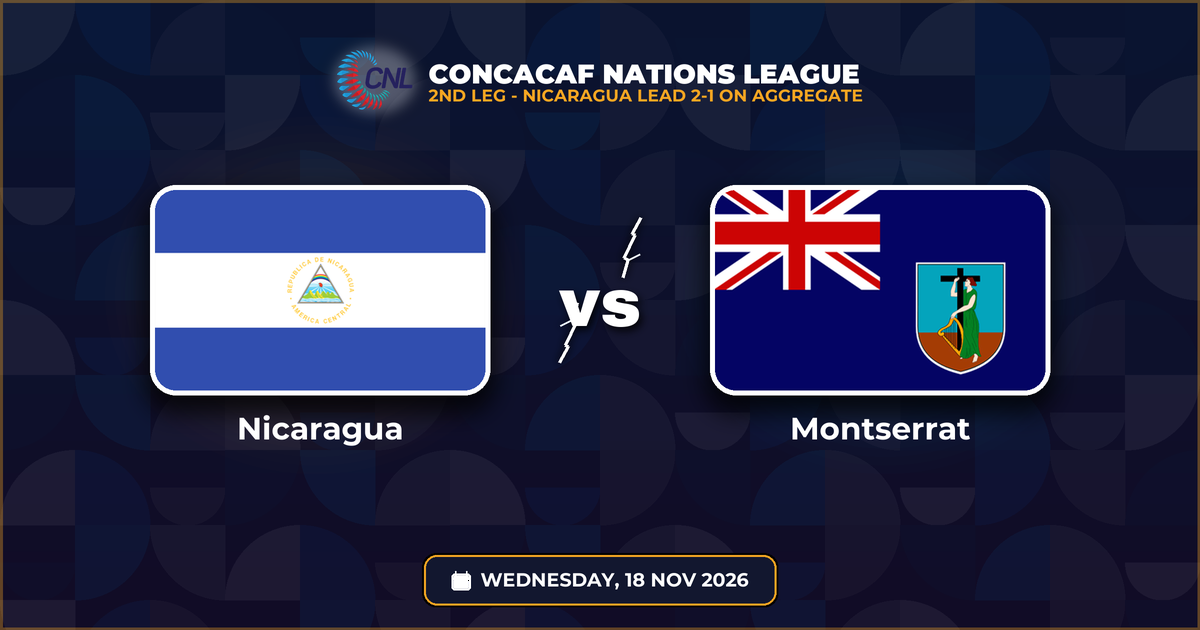 CNL
CONCACAF NATIONS LEAGUE
2ND LEG - NICARAGUA LEAD 2-1 ON AGGREGATE
REPUBLICA DE NICARAGUA
AMERICA CENTRAL
vs
Nicaragua
Montserrat
WEDNESDAY, 18 NOV 2026